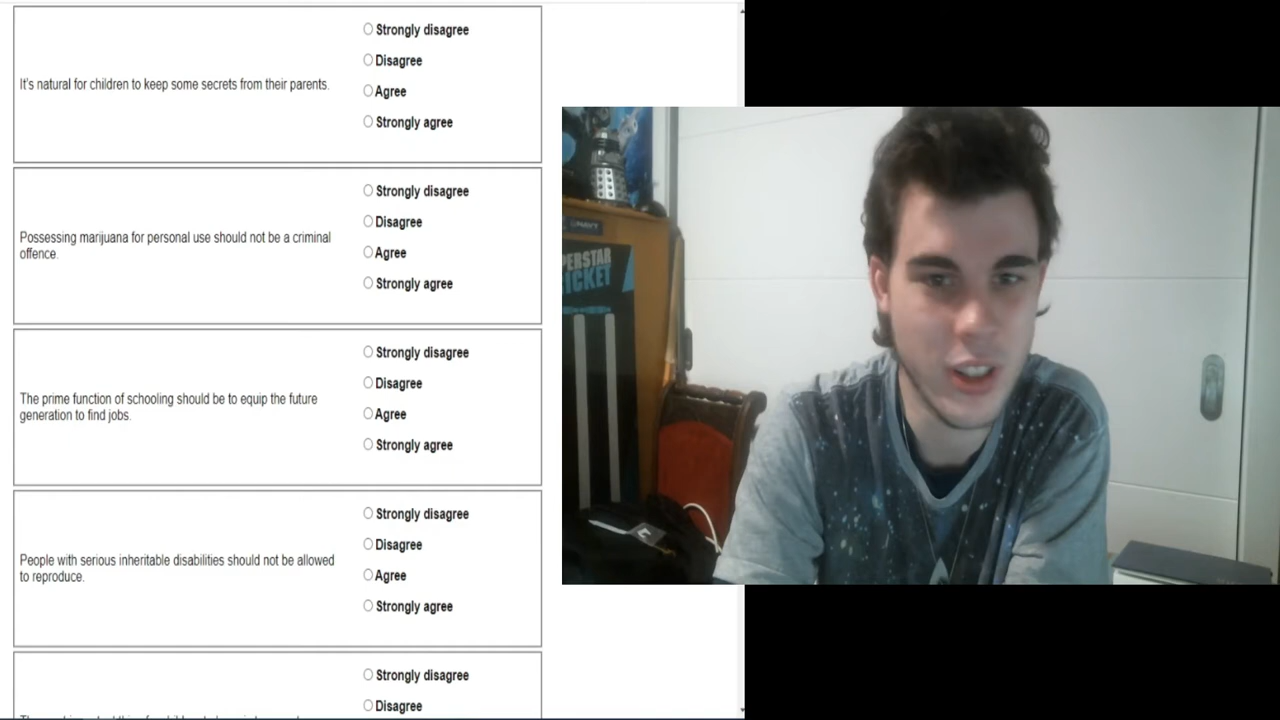 It's natural for children to keep some secrets from their parents.
Strongly disagree
Disagree
Agree
Strongly agree
Possessing marijuana for personal use should not be a criminal
offence.
Strongly disagree
Disagree
Agree
Strongly agree
The prime function of schooling should be to equip the future
generation to find jobs.
Strongly disagree
Disagree
Agree
Strongly agree
People with serious inheritable disabilities should not be allowed
to reproduce.
Strongly disagree
Disagree
Agree
Strongly agree
Strongly disagree
Disagree
PERSTAR
TICKET